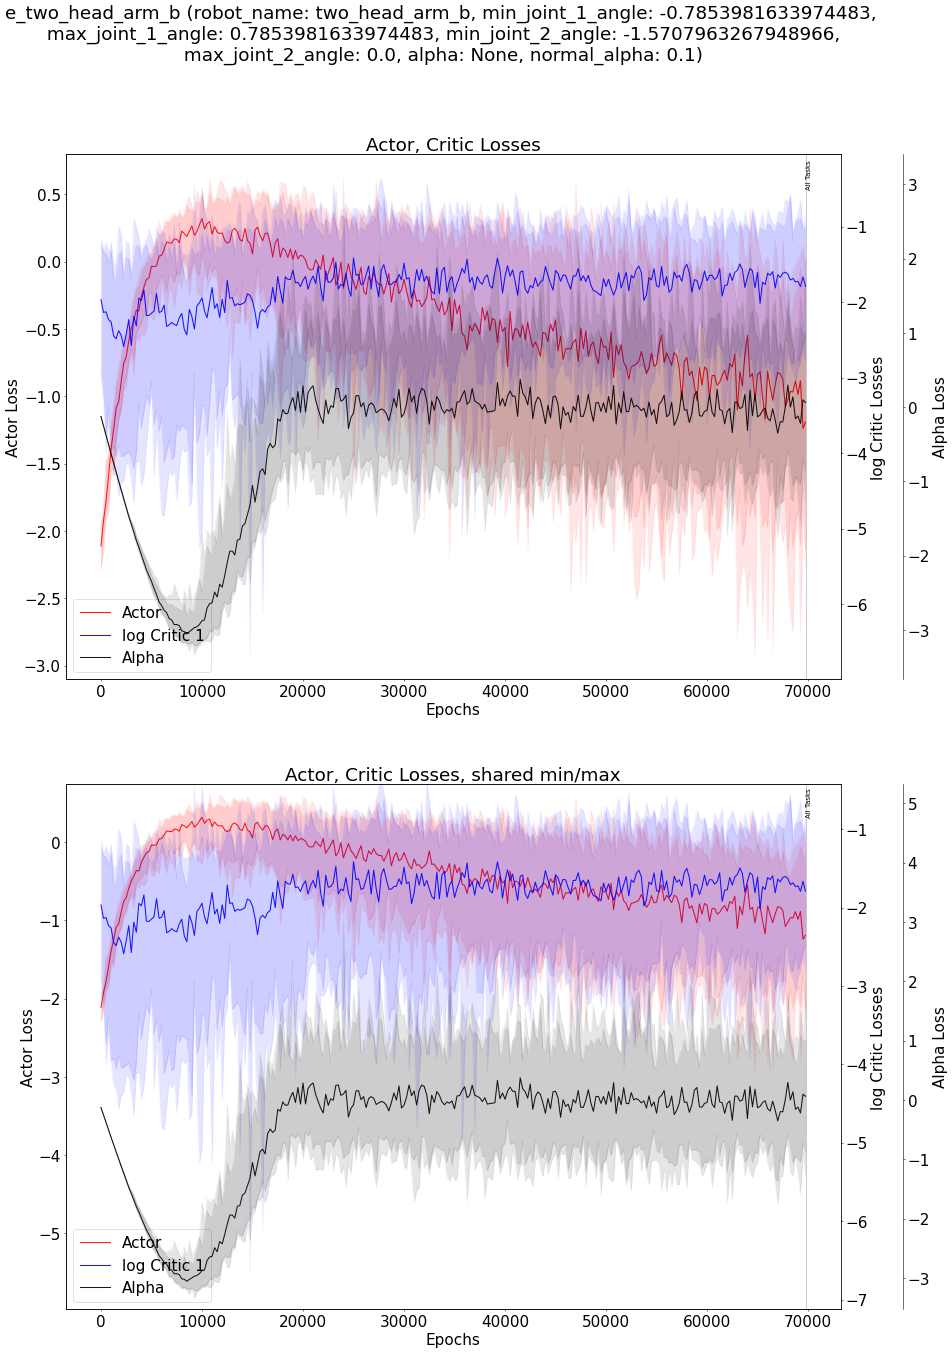 e_two_head_arm_b (robot_name: two_head_arm_b, min_joint_1_angle: -0.7853981633974483,
max_joint_1_angle: 0.7853981633974483, min_joint_2_angle: -1.5707963267948966,
max_joint_2_angle: 0.0, alpha: None, normal_alpha: 0.1)
Actor, Critic Losses
All Tasks
0.5
0.0
−0.5
−1.0
−1.5
−2.0
−2.5
−3.0
Actor Loss
−1
−2
−3
−4
−5
−6
log Critic Losses
3
2
1
0
−1
−2
−3
Alpha Loss
Actor
log Critic 1
Alpha
0 10000 20000 30000 40000 50000 60000 70000
Epochs
Actor, Critic Losses, shared min/max
All Tasks
0
−1
−2
−3
−4
−5
Actor Loss
−1
−2
−3
−4
−5
−6
−7
log Critic Losses
5
4
3
2
1
0
−1
−2
−3
Alpha Loss
Actor
log Critic 1
Alpha
0 10000 20000 30000 40000 50000 60000 70000
Epochs